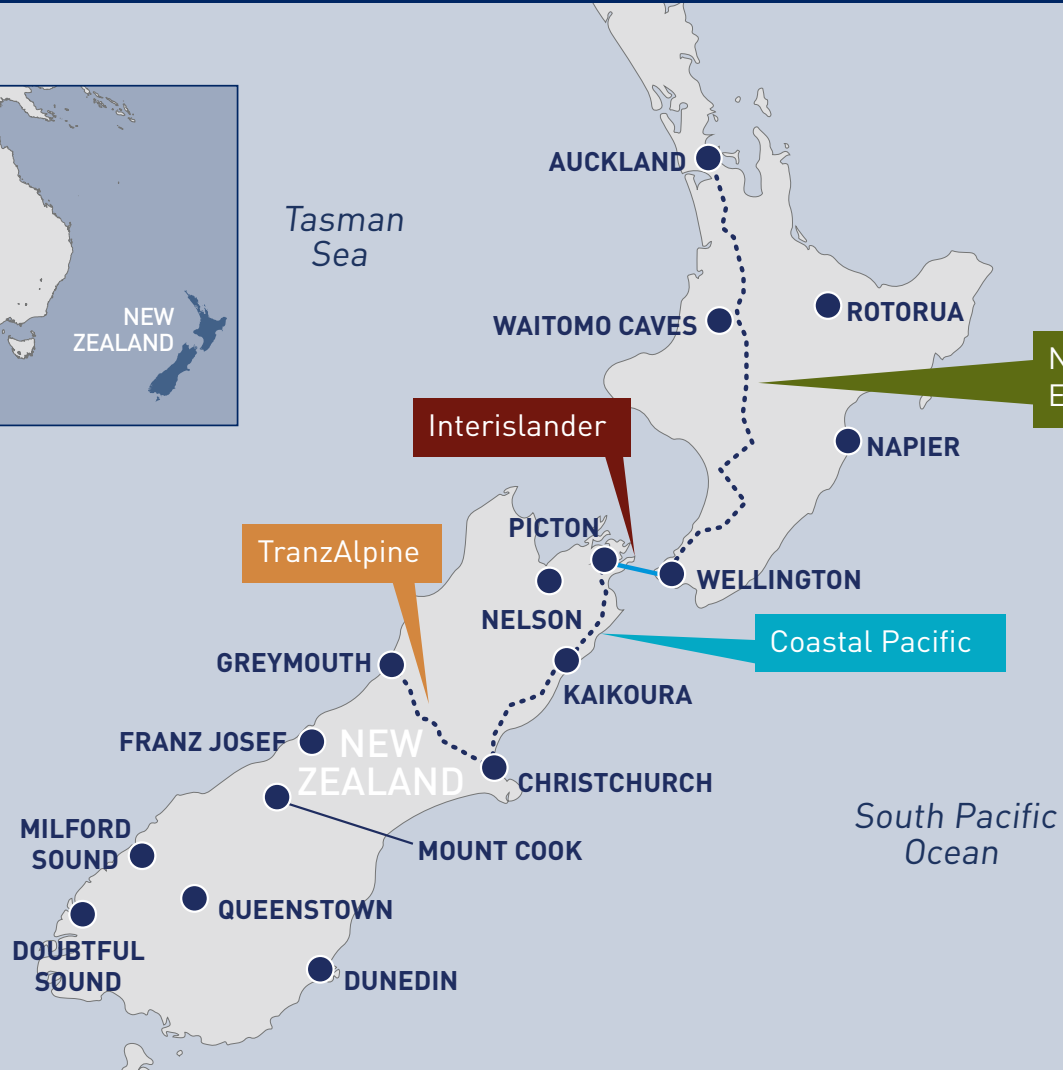 AUCKLAND
Tasman
Sea
NEW
ZEALAND
WAITOMO CAVES
ROTORUA
N
E
Interislander
NAPIER
PICTON
TranzAlpine
WELLINGTON
NELSON
Coastal Pacific
GREYMOUTH
KAIKOURA
FRANZ JOSEF
NEW
ZEALAND
CHRISTCHURCH
South Pacific
Ocean
MILFORD
SOUND
MOUNT COOK
QUEENSTOWN
DOUBTFUL
SOUND
DUNEDIN